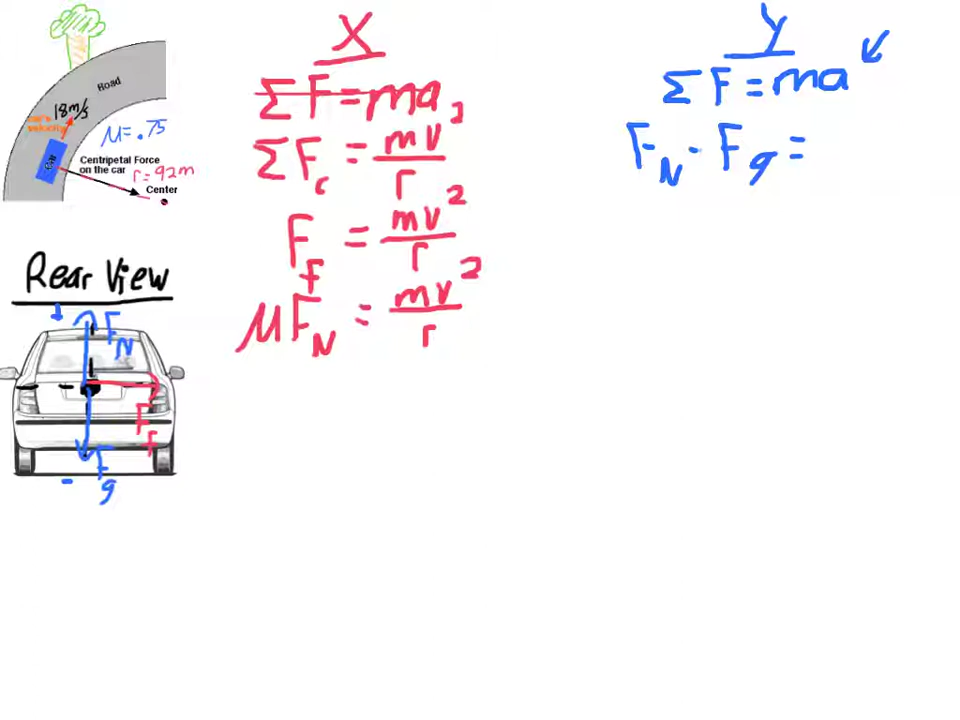 Road
18m/s
car's velocity
μ=.75
Car
Centripetal Force
on the car
r=92m
Center
Rear View
+
F_N
F_f
F_g
-
X
ΣF=ma
ΣF_c = mv²/r
F_f = mv²/r
μF_N = mv²/r
Y
ΣF=ma ↙
F_N - F_g =